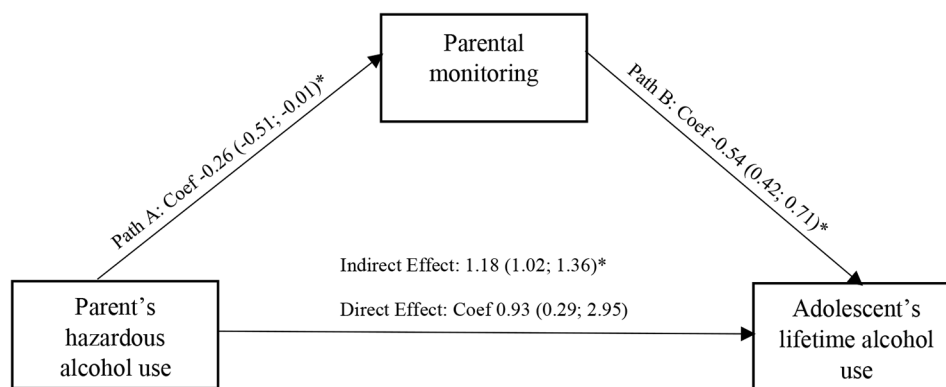 Parental
monitoring
Path A: Coef -0.26 (-0.51; -0.01)*
Path B: Coef -0.54 (0.42; 0.71)*
Indirect Effect: 1.18 (1.02; 1.36)*
Direct Effect: Coef 0.93 (0.29; 2.95)
Parent’s
hazardous
alcohol use
Adolescent’s
lifetime alcohol
use